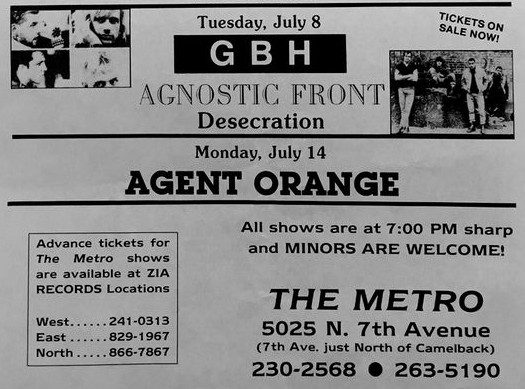 Tuesday, July 8
TICKETS ON
SALE NOW!
GBH
AGNOSTIC FRONT
Desecration
Monday, July 14
AGENT ORANGE
All shows are at 7:00 PM sharp
and MINORS ARE WELCOME!
Advance tickets for
The Metro shows
are available at ZIA
RECORDS Locations
West......241-0313
East ......829-1967
North ....866-7867
THE METRO
5025 N. 7th Avenue
(7th Ave. just North of Camelback)
230-2568 ● 263-5190